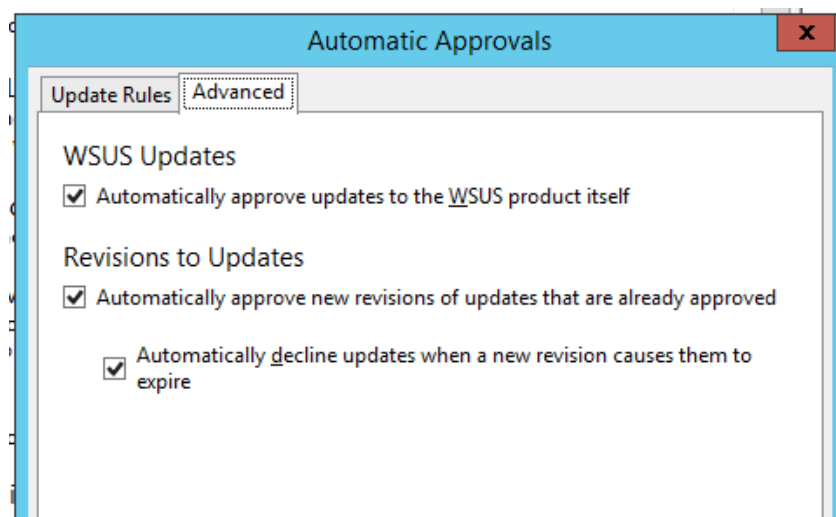 Automatic Approvals
x
Update Rules Advanced
WSUS Updates
Automatically approve updates to the WSUS product itself
Revisions to Updates
Automatically approve new revisions of updates that are already approved
Automatically decline updates when a new revision causes them to
expire